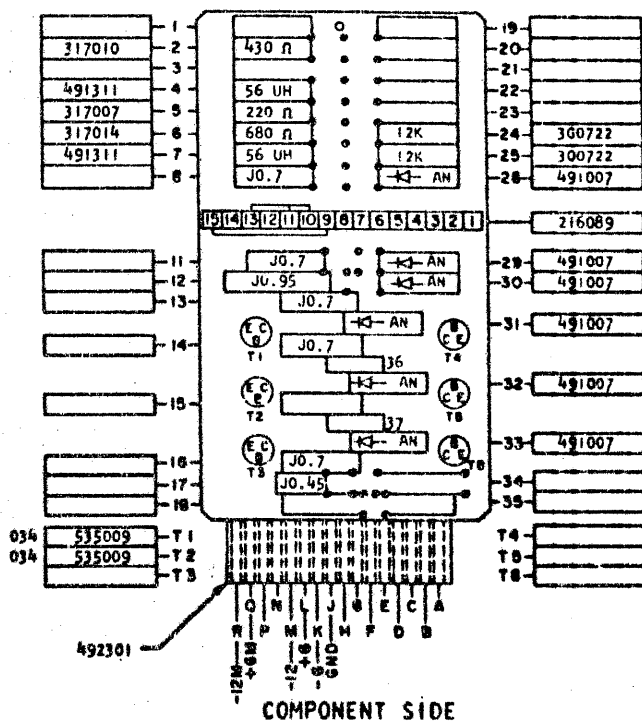 1 19
317010 2 430 Ω 20
3 21
491311 4 56 UH 22
317007 5 220 Ω 23
317014 6 680 Ω 12K 24 300722
491311 7 56 UH 12K 25 300722
8 J0.7 AN 26 491007
15 14 13 12 11 10 9 8 7 6 5 4 3 2 1 216089
11 J0.7 AN 29 491007
12 J0.95 AN 30 491007
13 J0.7
E C B AN 31 491007 B C E
T1 T4
14 J0.7
36
E C B AN 32 491007 B C E
T2 T5
15
37
E C B AN 33 491007 B C E
T3 T6
16 J0.7
17 J0.45 34
18 35
034 535009 T1 T4
034 535009 T2 T5
T3 T6
R Q P N M L K J H G F E D C B A
492301
-12M +6M -12 +6 -6 GND
COMPONENT SIDE